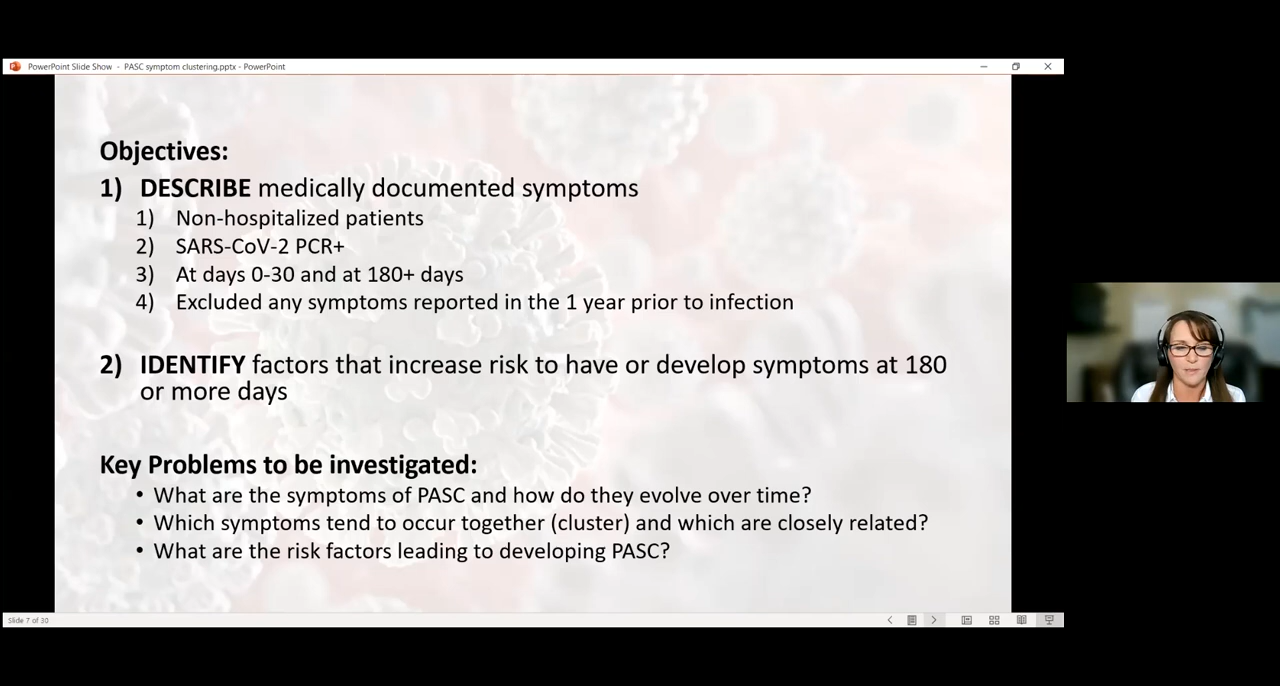 PowerPoint Slide Show - PASC symptom clustering.pptx - PowerPoint
Objectives:
1) DESCRIBE medically documented symptoms
1) Non-hospitalized patients
2) SARS-CoV-2 PCR+
3) At days 0-30 and at 180+ days
4) Excluded any symptoms reported in the 1 year prior to infection
2) IDENTIFY factors that increase risk to have or develop symptoms at 180
or more days
Key Problems to be investigated:
• What are the symptoms of PASC and how do they evolve over time?
• Which symptoms tend to occur together (cluster) and which are closely related?
• What are the risk factors leading to developing PASC?
Slide 7 of 30